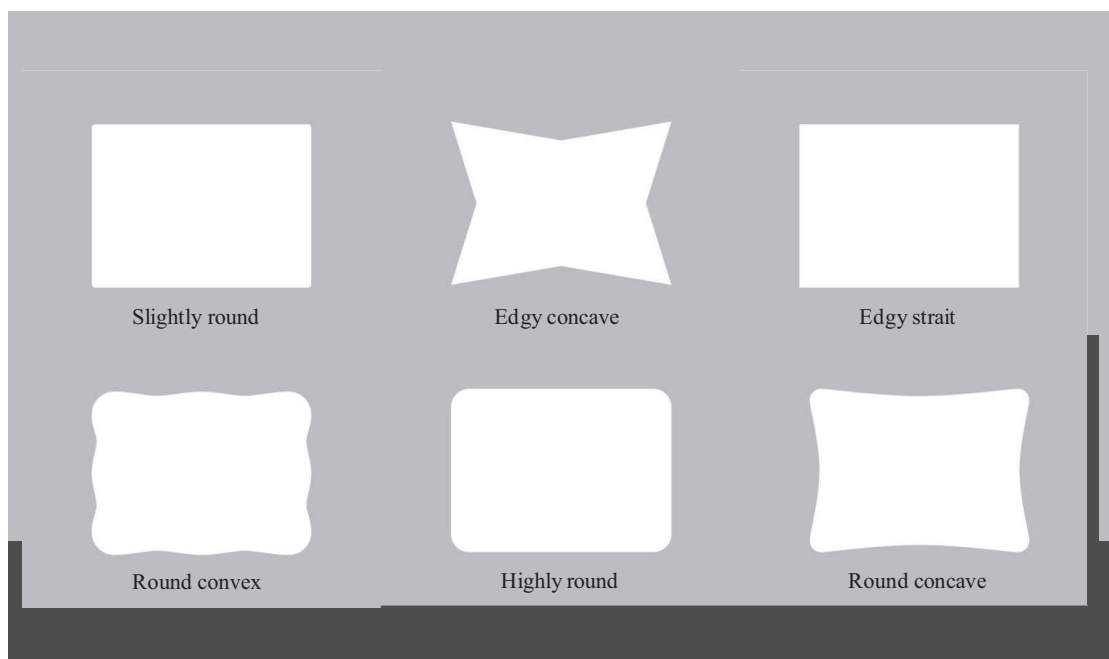 Slightly round
Edgy concave
Edgy strait
Round convex
Highly round
Round concave